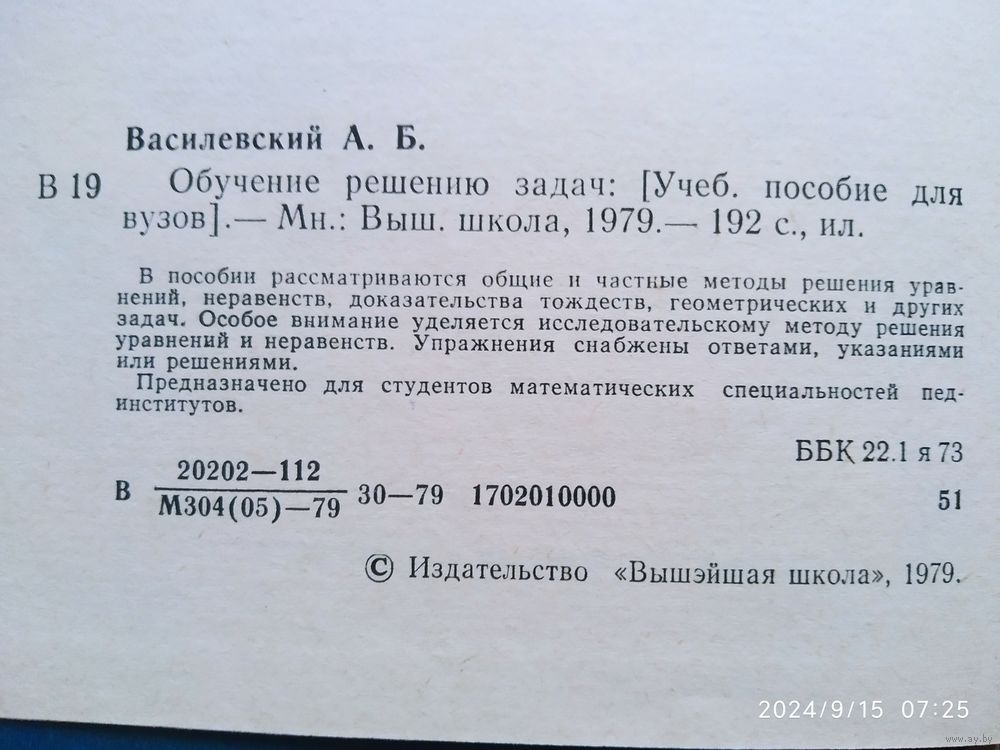 Василевский А. Б.
В 19 Обучение решению задач: [Учеб. пособие для
вузов].— Мн.: Выш. школа, 1979.— 192 с., ил.
В пособии рассматриваются общие и частные методы решения урав-
нений, неравенств, доказательства тождеств, геометрических и других
задач. Особое внимание уделяется исследовательскому методу решения
уравнений и неравенств. Упражнения снабжены ответами, указаниями
или решениями.
Предназначено для студентов математических специальностей пед-
институтов.
ББК 22.1 я 73
20202—112
В М304(05)—79 30—79 1702010000 51
© Издательство «Вышэйшая школа», 1979.
2024/9/15 07:25
www.ay.by